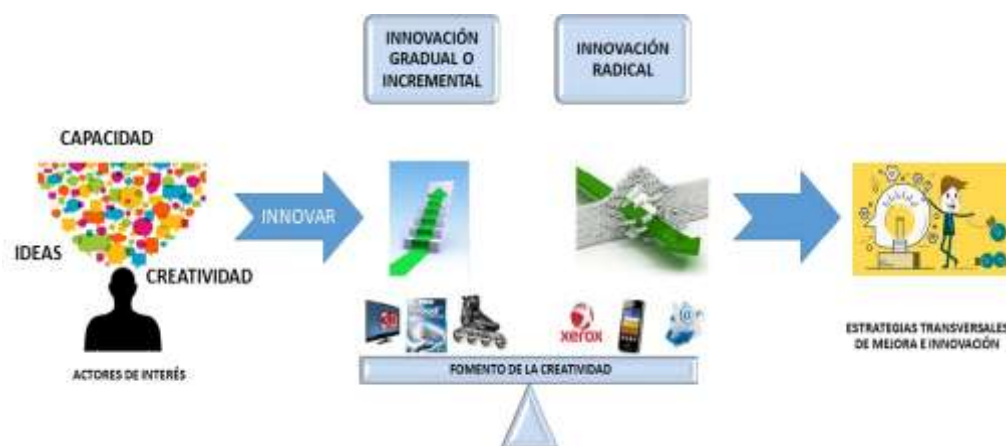 INNOVACIÓN
GRADUAL O
INCREMENTAL
INNOVACIÓN
RADICAL
CAPACIDAD
IDEAS
CREATIVIDAD
ACTORES DE INTERÉS
INNOVAR
xerox
FOMENTO DE LA CREATIVIDAD
ESTRATEGIAS TRANSVERSALES
DE MEJORA E INNOVACIÓN